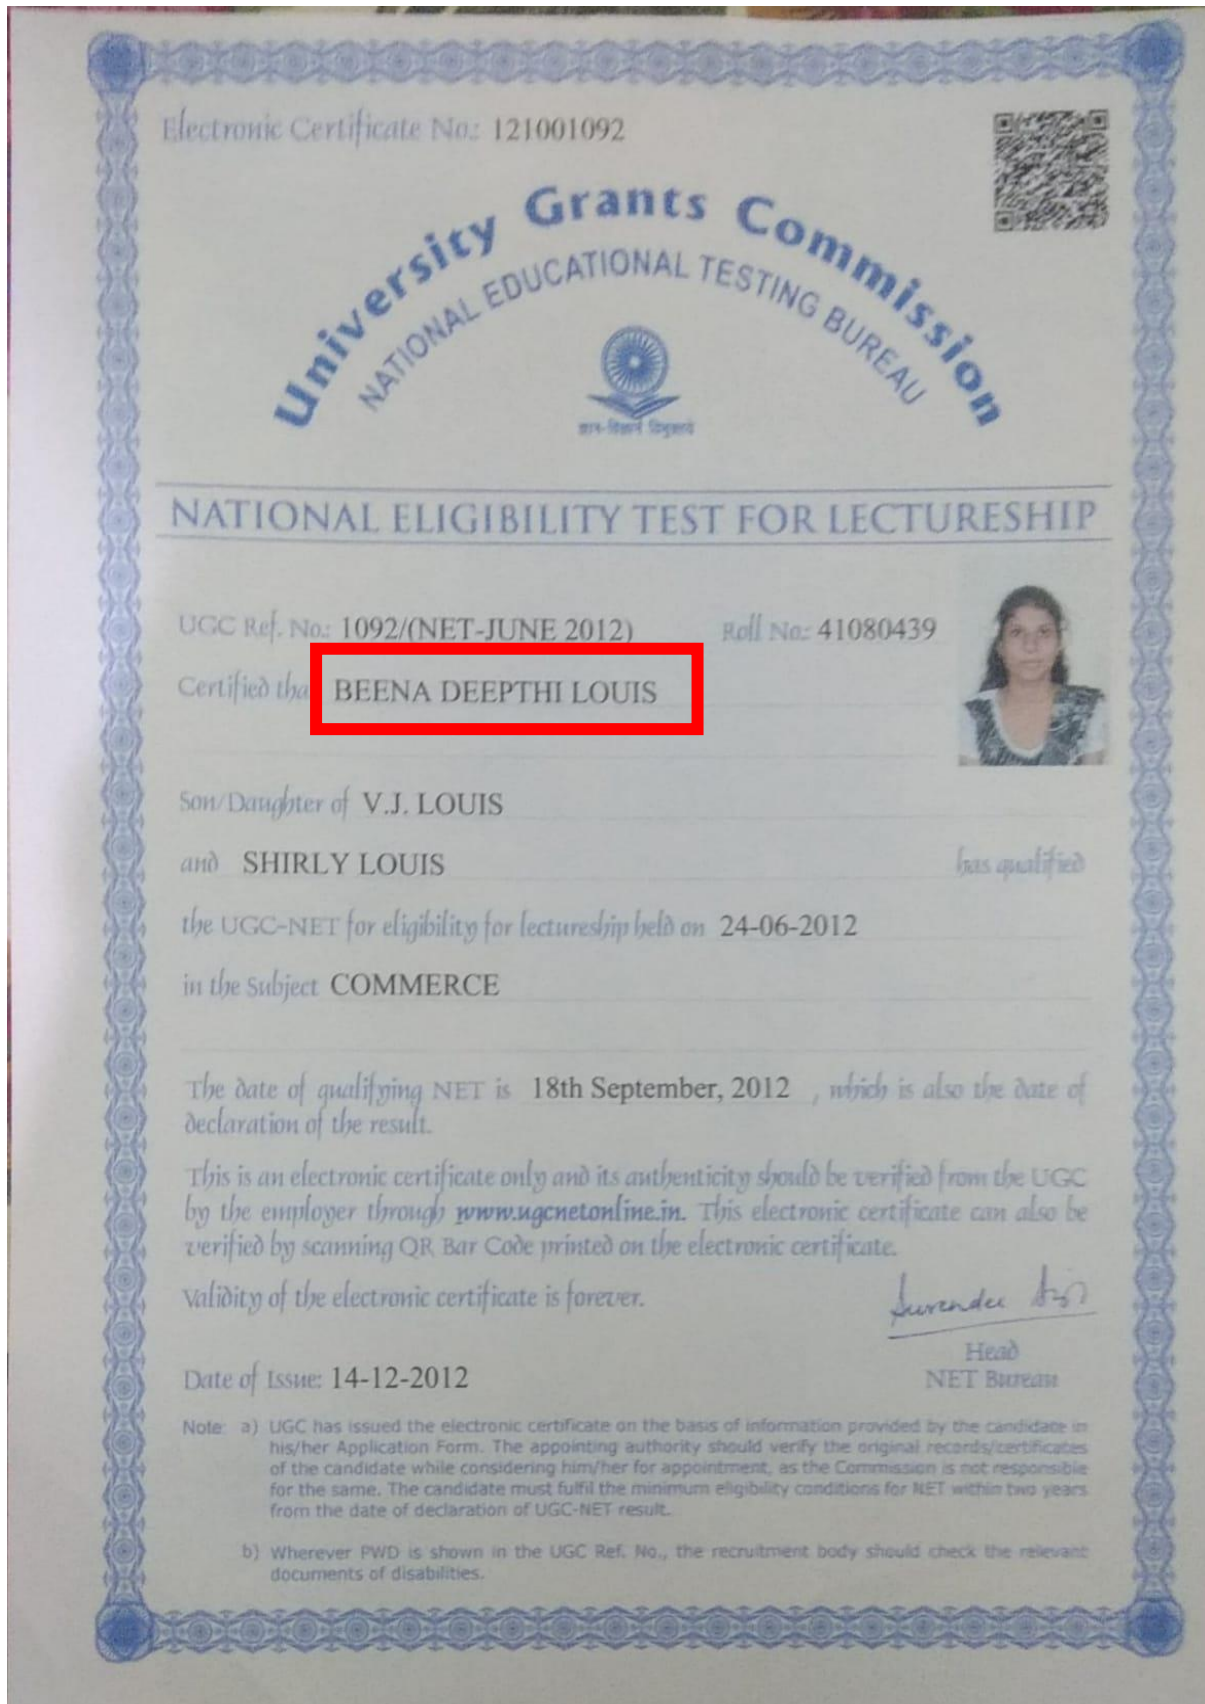 Electronic Certificate No.: 121001092
University Grants Commission
NATIONAL EDUCATIONAL TESTING BUREAU
ज्ञान-विज्ञानं विमुक्तये
NATIONAL ELIGIBILITY TEST FOR LECTURESHIP
UGC Ref. No.: 1092/(NET-JUNE 2012) Roll No.: 41080439
Certified tha BEENA DEEPTHI LOUIS
Son/Daughter of V.J. LOUIS
and SHIRLY LOUIS has qualified
the UGC-NET for eligibility for lectureship held on 24-06-2012
in the Subject COMMERCE
The date of qualifying NET is 18th September, 2012 , which is also the date of
declaration of the result.
This is an electronic certificate only and its authenticity should be verified from the UGC
by the employer through www.ugcnetonline.in. This electronic certificate can also be
verified by scanning QR Bar Code printed on the electronic certificate.
Validity of the electronic certificate is forever.
Surender
Head
Date of Issue: 14-12-2012 NET Bureau
Note: a) UGC has issued the electronic certificate on the basis of information provided by the candidate in
his/her Application Form. The appointing authority should verify the original records/certificates
of the candidate while considering him/her for appointment, as the Commission is not responsible
for the same. The candidate must fulfil the minimum eligibility conditions for NET within two years
from the date of declaration of UGC-NET result.
b) Wherever PWD is shown in the UGC Ref. No., the recruitment body should check the relevant
documents of disabilities.